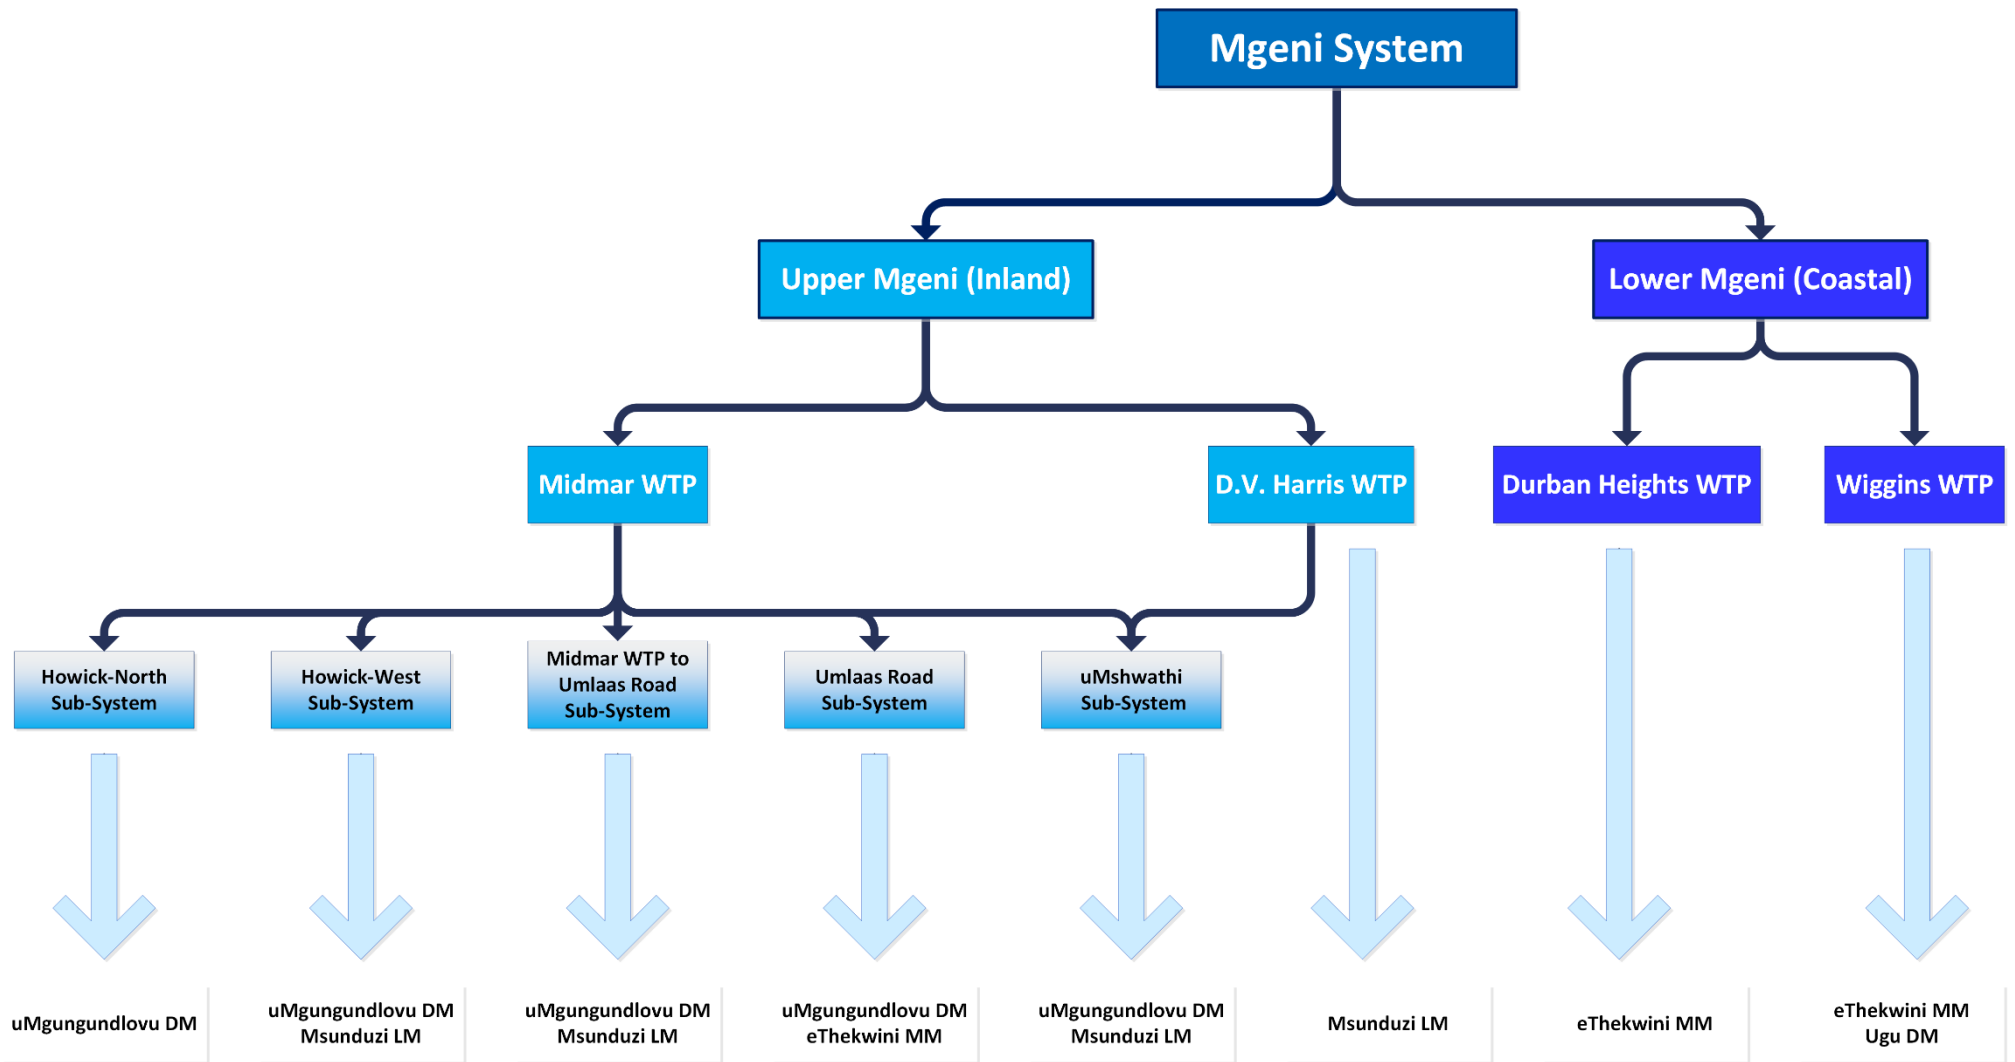 Mgeni System
Upper Mgeni (Inland)
Lower Mgeni (Coastal)
Midmar WTP
D.V. Harris WTP
Durban Heights WTP
Wiggins WTP
Howick-North
Sub-System
Howick-West
Sub-System
Midmar WTP to
Umlaas Road
Sub-System
Umlaas Road
Sub-System
uMshwathi
Sub-System
uMgungundlovu DM
uMgungundlovu DM
Msunduzi LM
uMgungundlovu DM
Msunduzi LM
uMgungundlovu DM
eThekwini MM
uMgungundlovu DM
Msunduzi LM
Msunduzi LM
eThekwini MM
eThekwini MM
Ugu DM